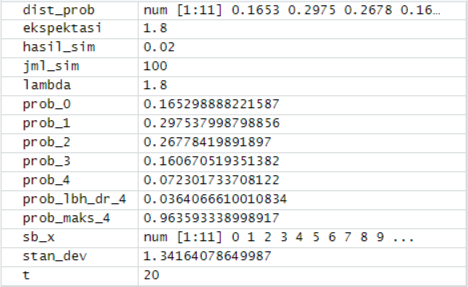 dist_prob num [1:11] 0.1653 0.2975 0.2678 0.16…
ekspektasi 1.8
hasil_sim 0.02
jml_sim 100
lambda 1.8
prob_0 0.165298888221587
prob_1 0.297537998798856
prob_2 0.26778419891897
prob_3 0.160670519351382
prob_4 0.072301733708122
prob_lbh_dr_4 0.0364066610010834
prob_maks_4 0.963593338998917
sb_x num [1:11] 0 1 2 3 4 5 6 7 8 9 ...
stan_dev 1.34164078649987
t 20